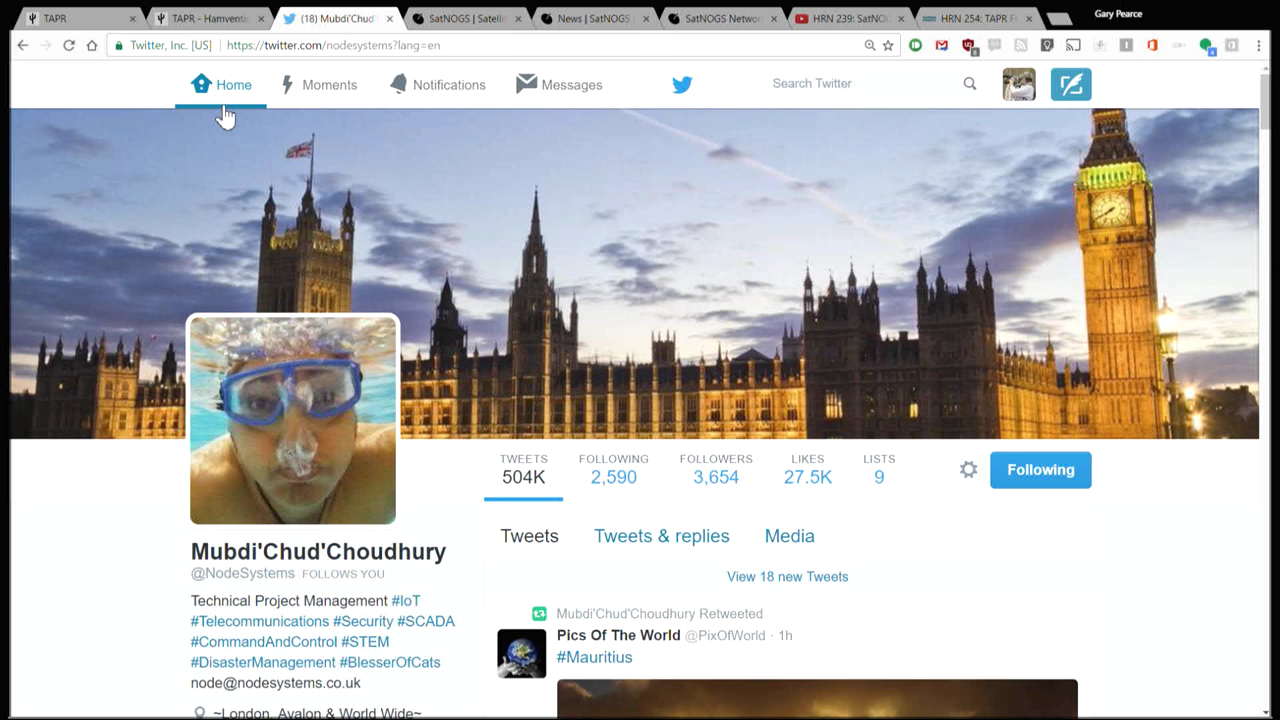 Gary Pearce
TAPR
TAPR - Hamventi
(18) Mubdi'Chud'
SatNOGS | Satell
News | SatNOGS
SatNOGS Netwo
HRN 239: SatNO
HRN 254: TAPR F
Twitter, Inc. [US]
https://twitter.com/nodesystems?lang=en
Home
Moments
Notifications
Messages
Search Twitter
TWEETS
504K
FOLLOWING
2,590
FOLLOWERS
3,654
LIKES
27.5K
LISTS
9
Following
Mubdi'Chud'Choudhury
@NodeSystems FOLLOWS YOU
Technical Project Management #IoT
#Telecommunications #Security #SCADA
#CommandAndControl #STEM
#DisasterManagement #BlesserOfCats
node@nodesystems.co.uk
~London, Avalon & World Wide~
Tweets
Tweets & replies
Media
View 18 new Tweets
Mubdi'Chud'Choudhury Retweeted
Pics Of The World @PixOfWorld · 1h
#Mauritius